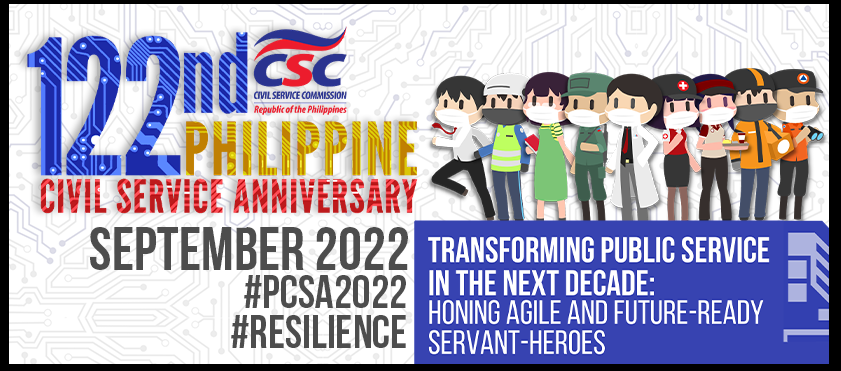 122nd
CSC
CIVIL SERVICE COMMISSION
Republic of the Philippines
PHILIPPINE
CIVIL SERVICE ANNIVERSARY
SEPTEMBER 2022
#PCSA2022
#RESILIENCE
TRANSFORMING PUBLIC SERVICE
IN THE NEXT DECADE:
HONING AGILE AND FUTURE-READY
SERVANT-HEROES